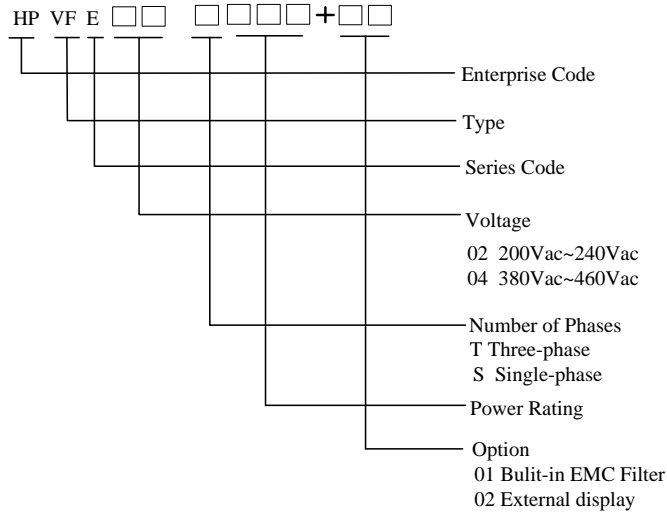 HP VF E □□ □ □□□+□□
Enterprise Code
Type
Series Code
Voltage
02 200Vac~240Vac
04 380Vac~460Vac
Number of Phases
T Three-phase
S Single-phase
Power Rating
Option
01 Bulit-in EMC Filter
02 External display